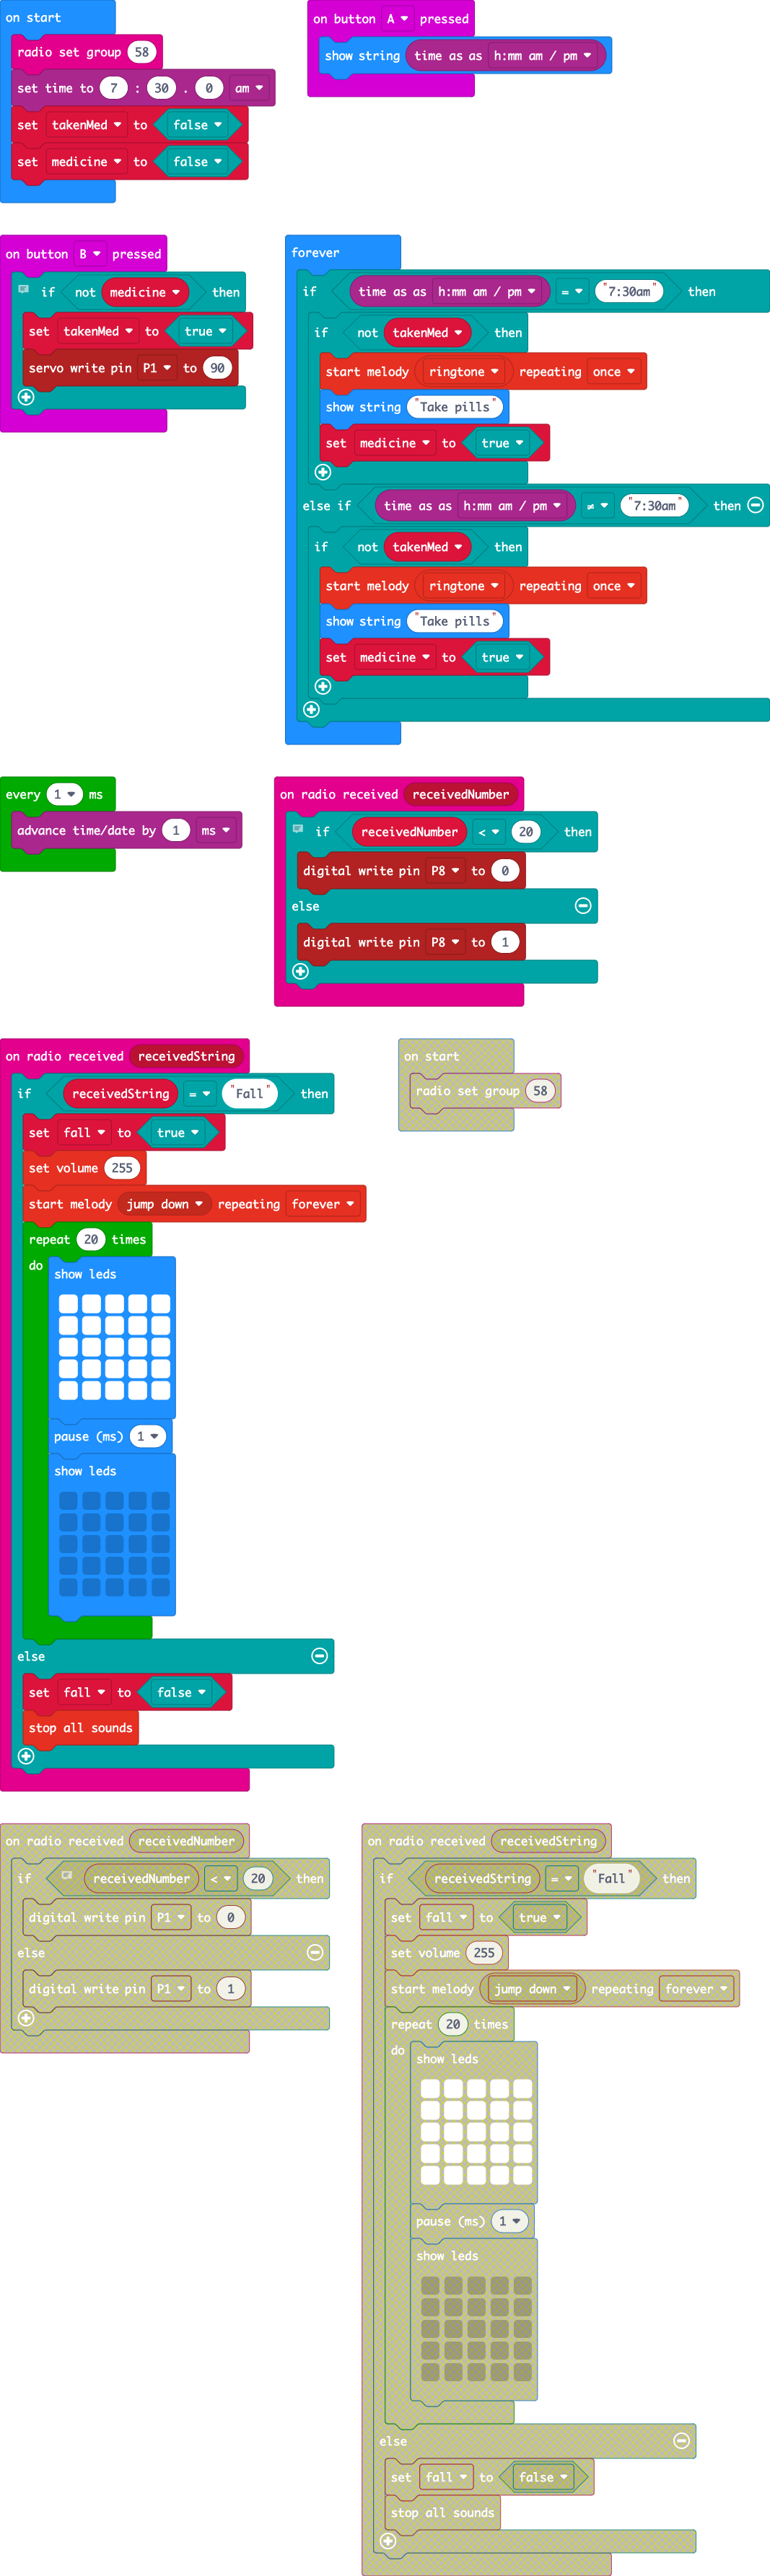 on start
radio set group 58
set time to 7 : 30 . 0 am
set takenMed to false
set medicine to false
on button A pressed
show string time as as h:mm am / pm
on button B pressed
if not medicine then
set takenMed to true
servo write pin P1 to 90
forever
if time as as h:mm am / pm = "7:30am" then
if not takenMed then
start melody ringtone repeating once
show string "Take pills"
set medicine to true
else if time as as h:mm am / pm ≠ "7:30am" then
if not takenMed then
start melody ringtone repeating once
show string "Take pills"
set medicine to true
every 1 ms
advance time/date by 1 ms
on radio received receivedNumber
if receivedNumber < 20 then
digital write pin P8 to 0
else
digital write pin P8 to 1
on radio received receivedString
if receivedString = "Fall" then
set fall to true
set volume 255
start melody jump down repeating forever
repeat 20 times
do show leds
pause (ms) 1
show leds
else
set fall to false
stop all sounds
on start
radio set group 58
on radio received receivedNumber
if receivedNumber < 20 then
digital write pin P1 to 0
else
digital write pin P1 to 1
on radio received receivedString
if receivedString = "Fall" then
set fall to true
set volume 255
start melody jump down repeating forever
repeat 20 times
do show leds
pause (ms) 1
show leds
else
set fall to false
stop all sounds